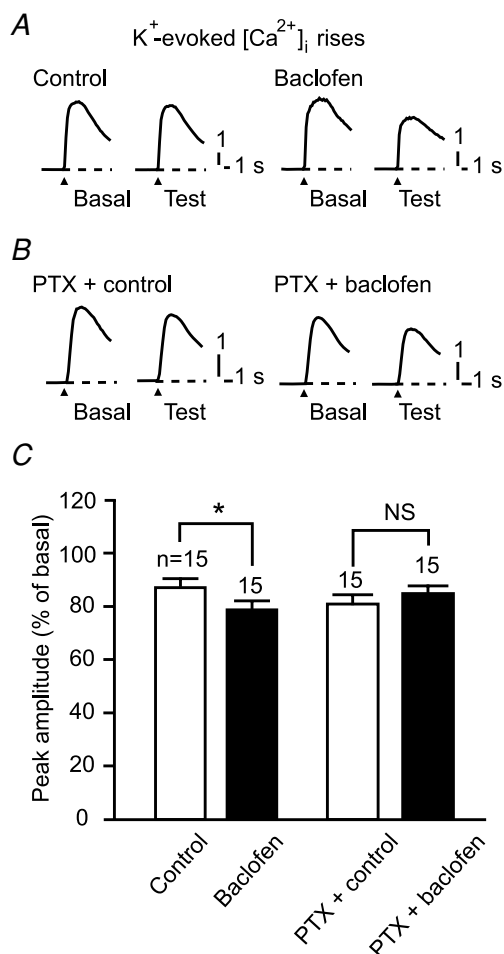 A
K+-evoked [Ca2+]i rises
Control
Baclofen
1
1 s
1
1 s
Basal
Test
Basal
Test
B
PTX + control
PTX + baclofen
1
1 s
1
1 s
Basal
Test
Basal
Test
C
Peak amplitude (% of basal)
120
100
80
60
40
20
0
*
NS
n=15
15
15
15
Control
Baclofen
PTX + control
PTX + baclofen